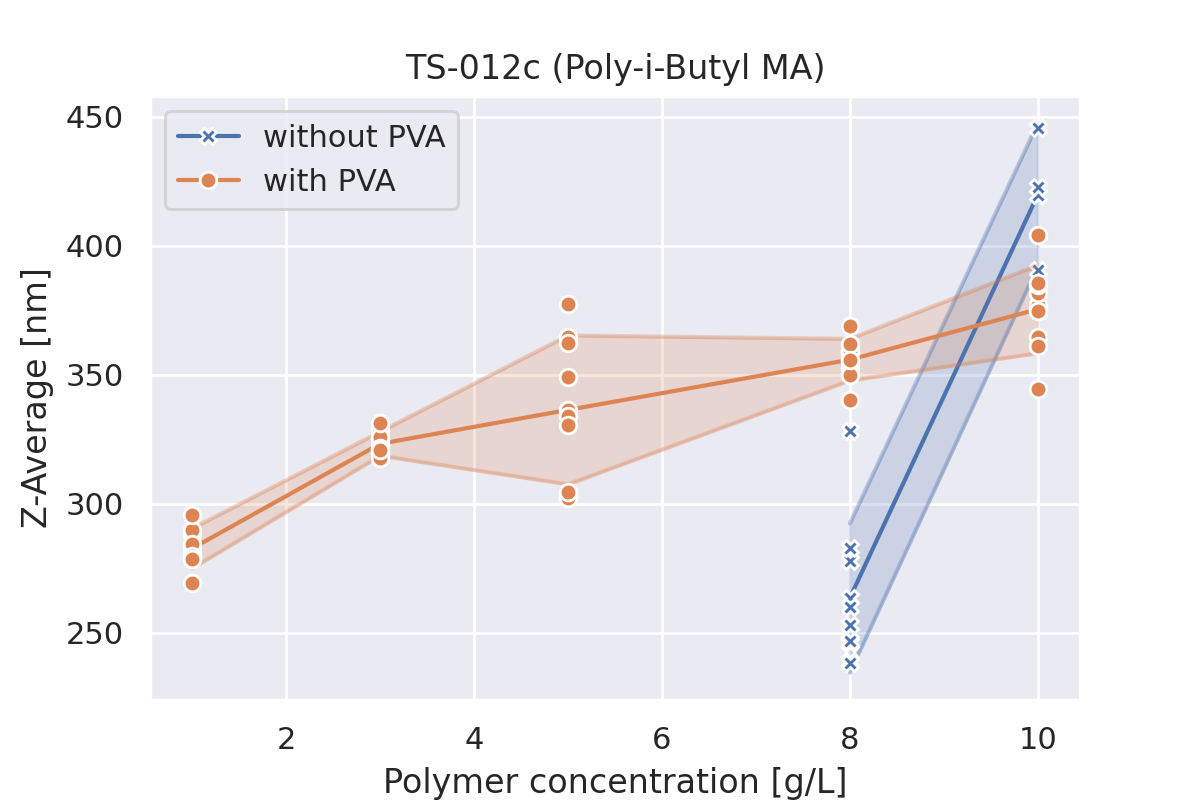 TS-012c (Poly-i-Butyl MA)
450
without PVA
with PVA
400
350
300
250
Z-Average [nm]
2 4 6 8 10
Polymer concentration [g/L]